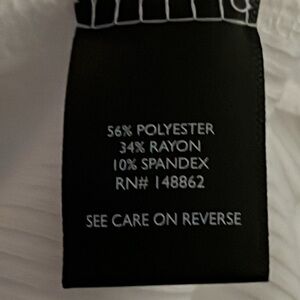 56% POLYESTER
34% RAYON
10% SPANDEX
RN# 148862
SEE CARE ON REVERSE